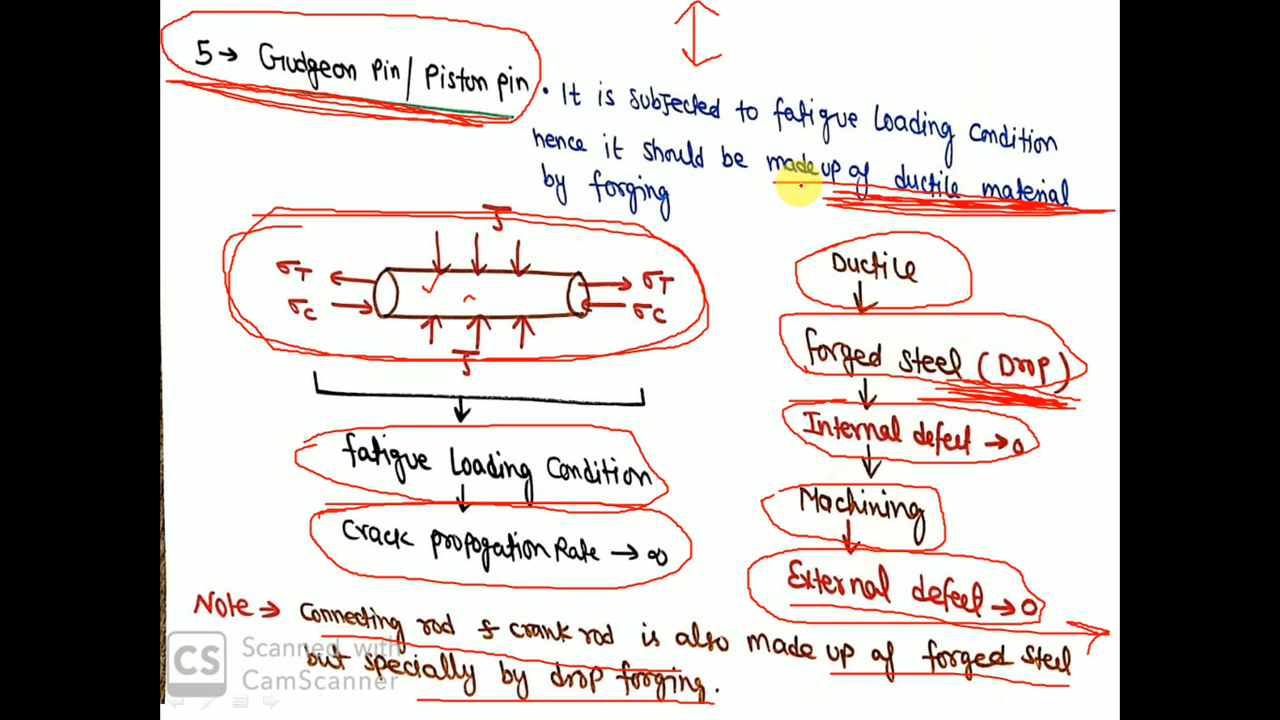 5→ Gudgeon pin/ Piston pin
• It is subjected to fatigue loading condition
hence it should be made up of ductile material
by forging
σT σT
σc σc
Ductile
forged steel (Drop)
Internal defect → 0
Machining
External defect → 0
fatigue loading Condition
Crack propogation Rate → ∞
Note → Connecting rod & crank rod is also made up of forged steel
but specially by drop forging.
CS Scanned with
CamScanner